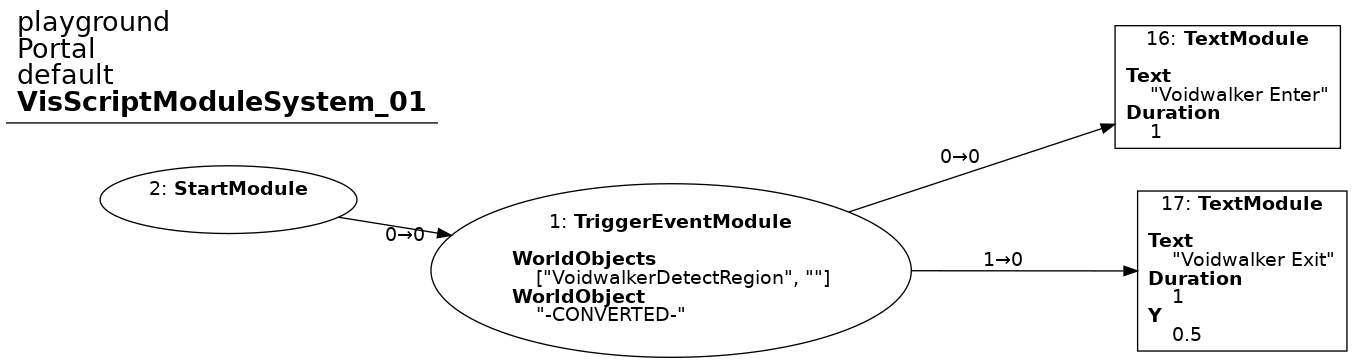 playground
Portal
default
VisScriptModuleSystem_01
2: StartModule
0→0
1: TriggerEventModule
WorldObjects
["VoidwalkerDetectRegion", ""]
WorldObject
"-CONVERTED-"
0→0
16: TextModule
Text
"Voidwalker Enter"
Duration
1
1→0
17: TextModule
Text
"Voidwalker Exit"
Duration
1
Y
0.5